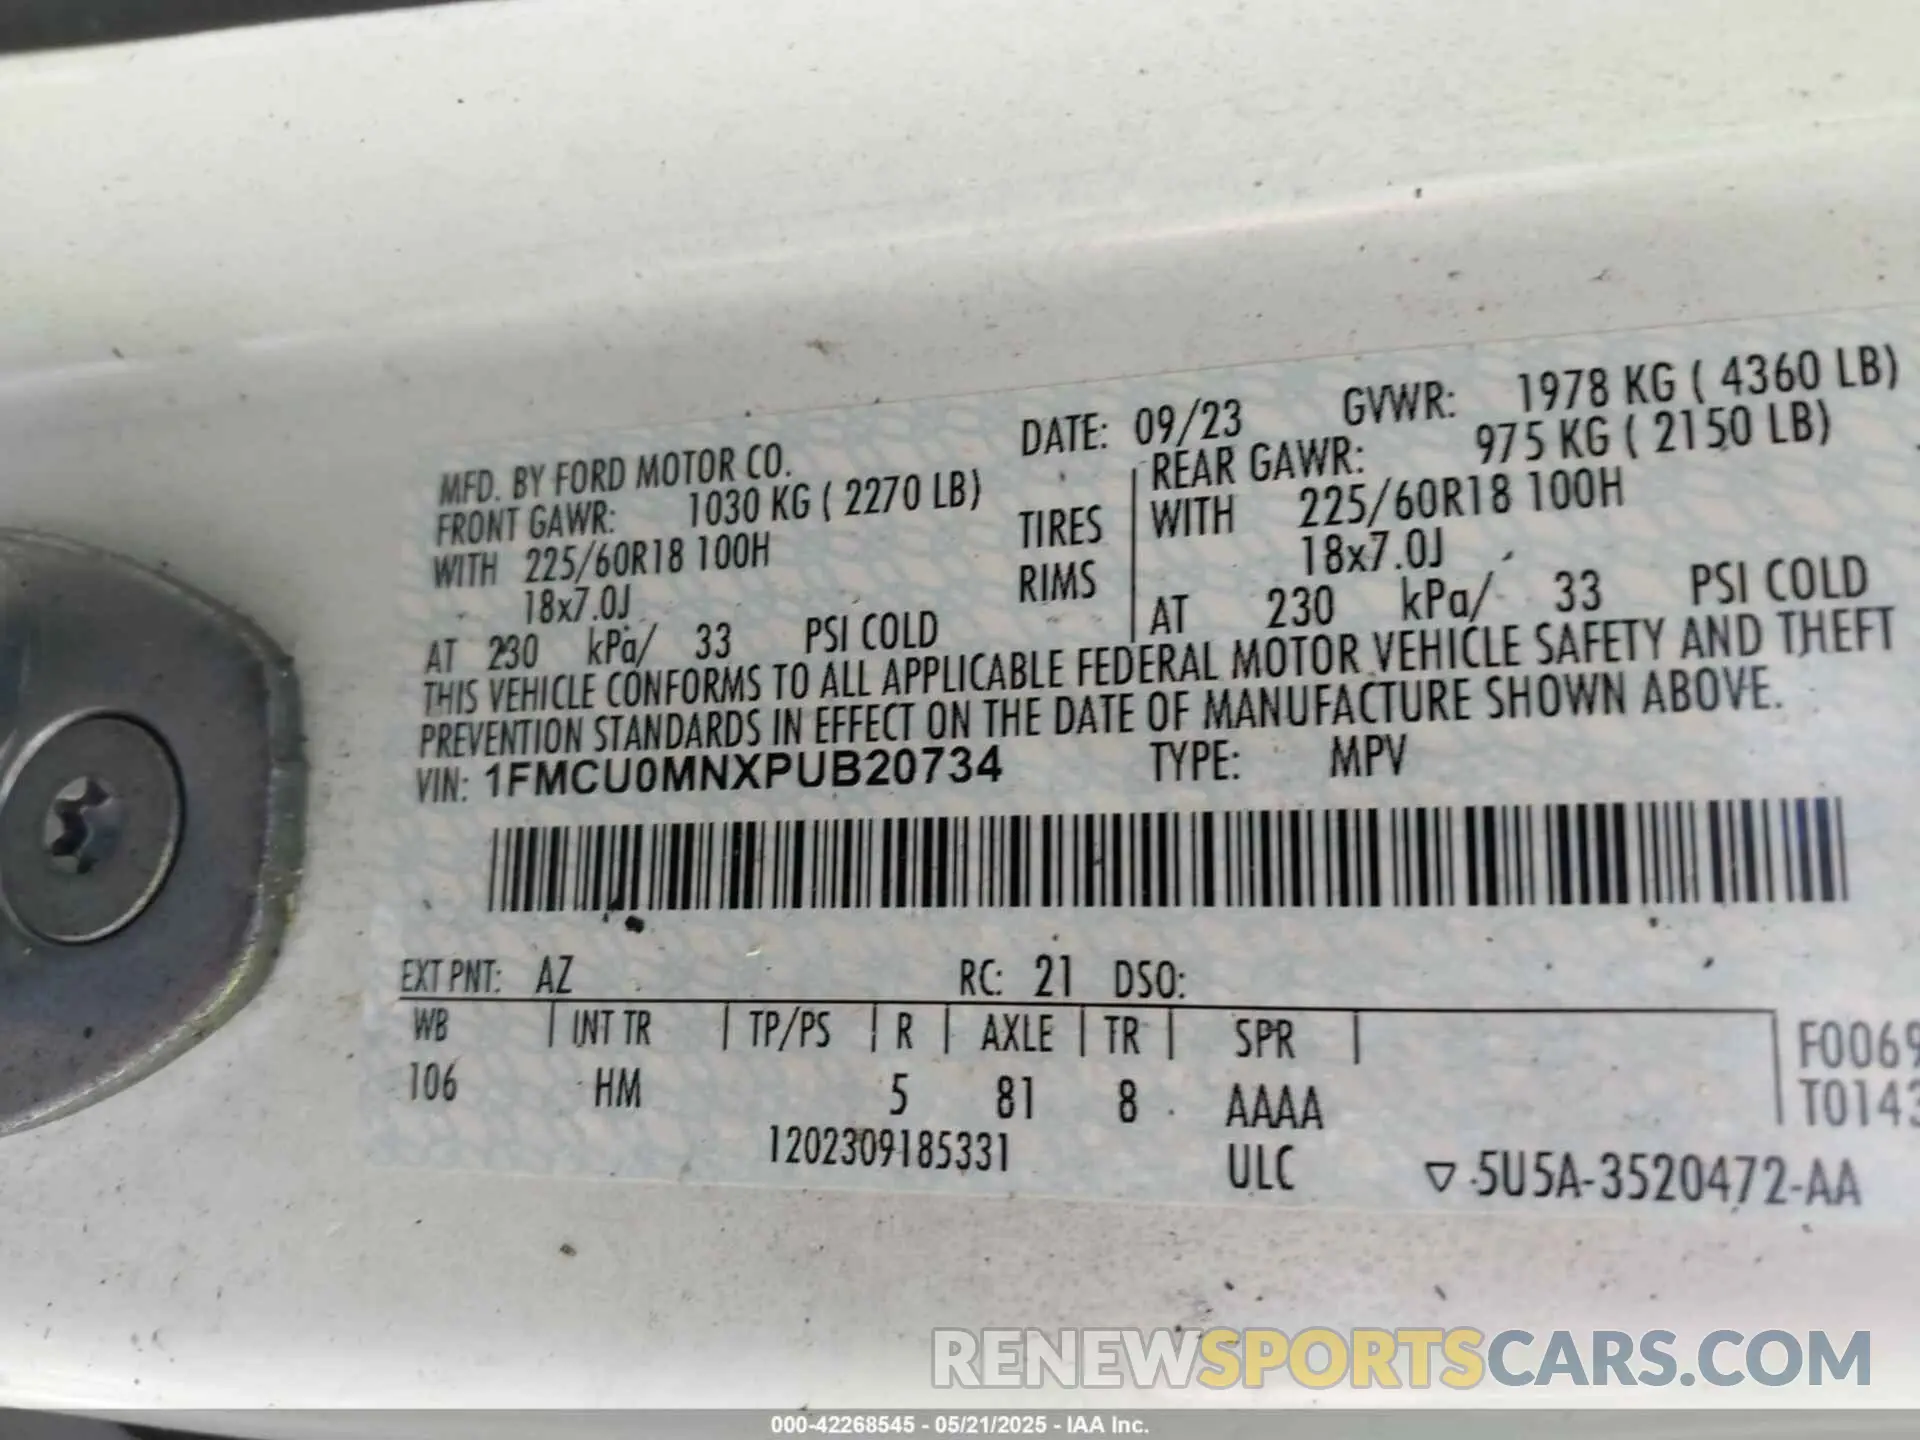 MFD. BY FORD MOTOR CO. DATE: 09/23 GVWR: 1978 KG ( 4360 LB)
FRONT GAWR: 1030 KG ( 2270 LB) REAR GAWR: 975 KG ( 2150 LB)
WITH 225/60R18 100H TIRES WITH 225/60R18 100H
18x7.0J RIMS 18x7.0J
AT 230 kPa/ 33 PSI COLD AT 230 kPa/ 33 PSI COLD
THIS VEHICLE CONFORMS TO ALL APPLICABLE FEDERAL MOTOR VEHICLE SAFETY AND THEFT
PREVENTION STANDARDS IN EFFECT ON THE DATE OF MANUFACTURE SHOWN ABOVE.
VIN: 1FMCU0MNXPUB20734 TYPE: MPV
EXT PNT: AZ RC: 21 DSO:
WB | INT TR | TP/PS | R | AXLE | TR | SPR | F0069
106 HM 5 81 8 AAAA T0143
1202309185331 ULC ▽ 5U5A-3520472-AA
RENEWSPORTSCARS.COM
000-42268545 - 05/21/2025 - IAA Inc.